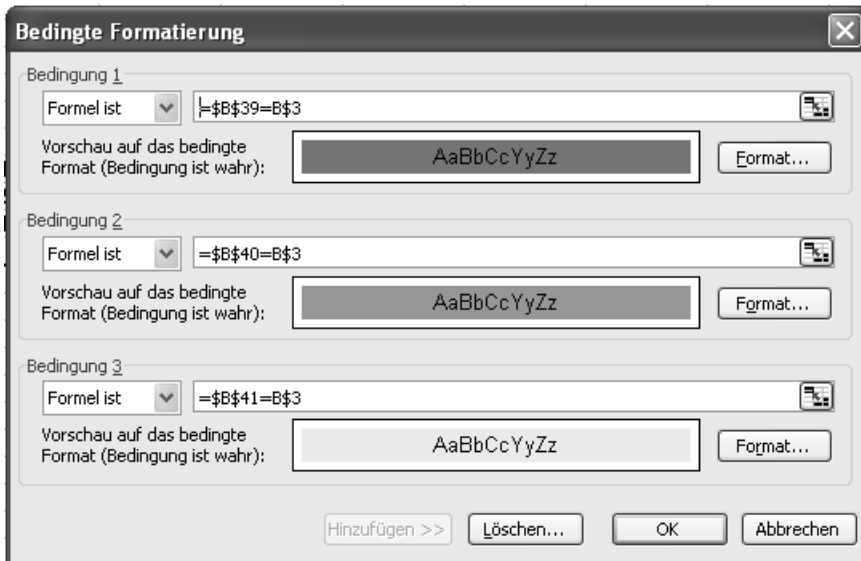 Bedingte Formatierung
Bedingung 1
Formel ist
=$B$39=B$3
Vorschau auf das bedingte
Format (Bedingung ist wahr):
AaBbCcYyZz
Format...
Bedingung 2
Formel ist
=$B$40=B$3
Vorschau auf das bedingte
Format (Bedingung ist wahr):
AaBbCcYyZz
Format...
Bedingung 3
Formel ist
=$B$41=B$3
Vorschau auf das bedingte
Format (Bedingung ist wahr):
AaBbCcYyZz
Format...
Hinzufügen >>
Löschen...
OK
Abbrechen